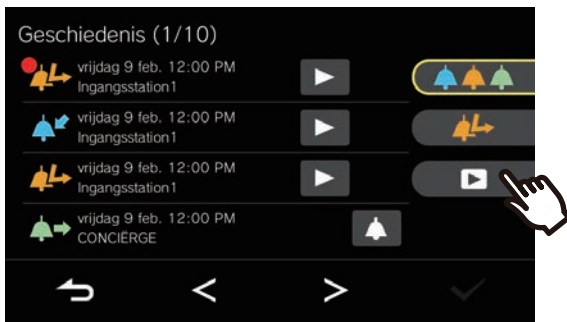 Geschiedenis (1/10)
vrijdag 9 feb. 12:00 PM
Ingangsstation1
vrijdag 9 feb. 12:00 PM
Ingangsstation1
vrijdag 9 feb. 12:00 PM
Ingangsstation1
vrijdag 9 feb. 12:00 PM
CONCIËRGE